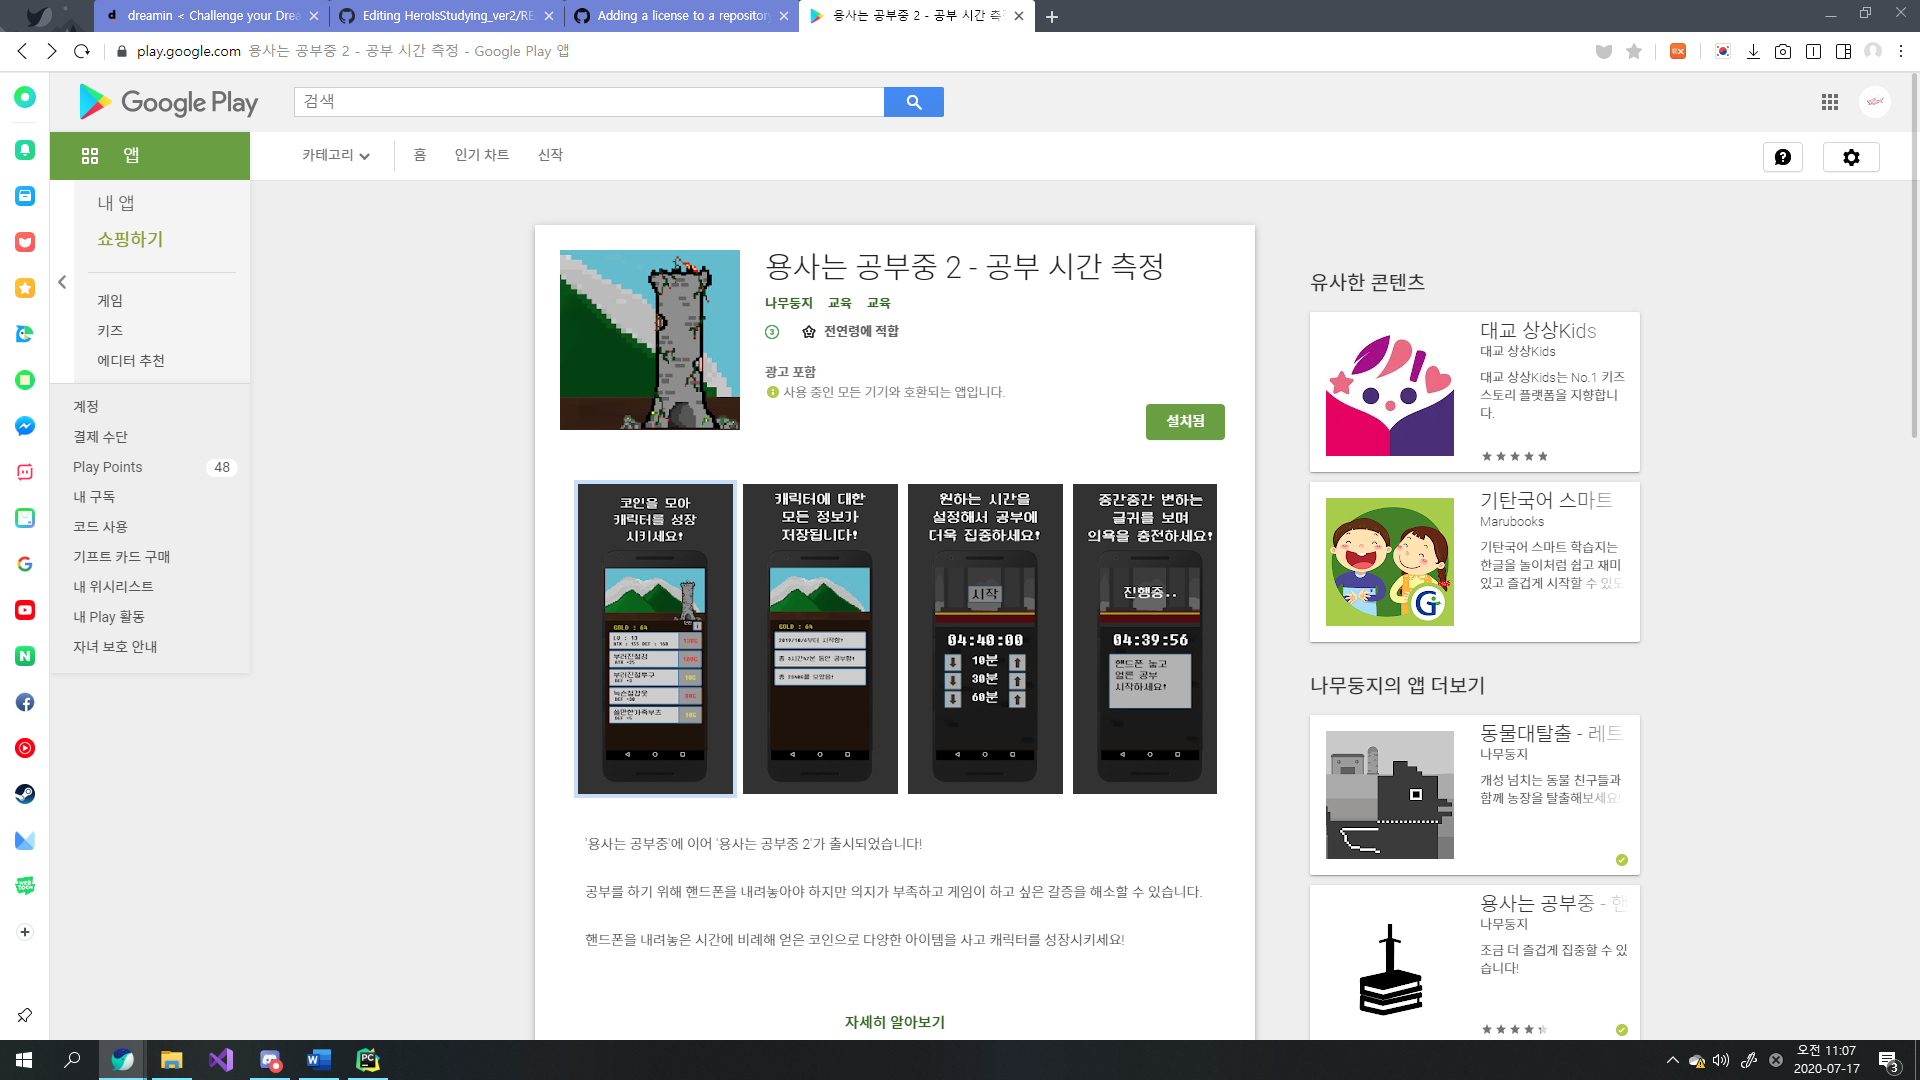 dreamin < Challenge your Drea
Editing HeroIsStudying_ver2/RE
Adding a license to a repository
용사는 공부중 2 - 공부 시간 측정
play.google.com 용사는 공부중 2 - 공부 시간 측정 - Google Play 앱
Google Play
검색
앱
카테고리
홈
인기 차트
신작
내 앱
쇼핑하기
게임
키즈
에디터 추천
계정
결제 수단
Play Points 48
내 구독
코드 사용
기프트 카드 구매
내 위시리스트
내 Play 활동
자녀 보호 안내
용사는 공부중 2 - 공부 시간 측정
나무둥지 교육 교육
3 전연령에 적합
광고 포함
사용 중인 모든 기기와 호환되는 앱입니다.
설치됨
코인을 모아
캐릭터를 성장
시키세요!
GOLD : 64
LV : 13
캐릭터에 대한
모든 정보가
저장됩니다!
GOLD : 64
원하는 시간을
설정해서 공부에
더욱 집중하세요!
시작
04:40:00
10분
30분
60분
중간중간 변하는
글귀를 보며
의욕을 충전하세요!
진행중..
04:39:56
핸드폰 놓고
얼른 공부
시작하세요!
'용사는 공부중'에 이어 '용사는 공부중 2'가 출시되었습니다!
공부를 하기 위해 핸드폰을 내려놓아야 하지만 의지가 부족하고 게임이 하고 싶은 갈증을 해소할 수 있습니다.
핸드폰을 내려놓은 시간에 비례해 얻은 코인으로 다양한 아이템을 사고 캐릭터를 성장시키세요!
자세히 알아보기
유사한 콘텐츠
대교 상상Kids
대교 상상Kids
대교 상상Kids는 No.1 키즈
스토리 플랫폼을 지향합니
다.
기탄국어 스마트
Marubooks
기탄국어 스마트 학습지는
한글을 놀이처럼 쉽고 재미
있고 즐겁게 시작할 수 있도
나무둥지의 앱 더보기
동물대탈출 - 레트
나무둥지
개성 넘치는 동물 친구들과
함께 농장을 탈출해보세요!
용사는 공부중 - 핸
나무둥지
조금 더 즐겁게 집중할 수 있
습니다!
오전 11:07
2020-07-17
3